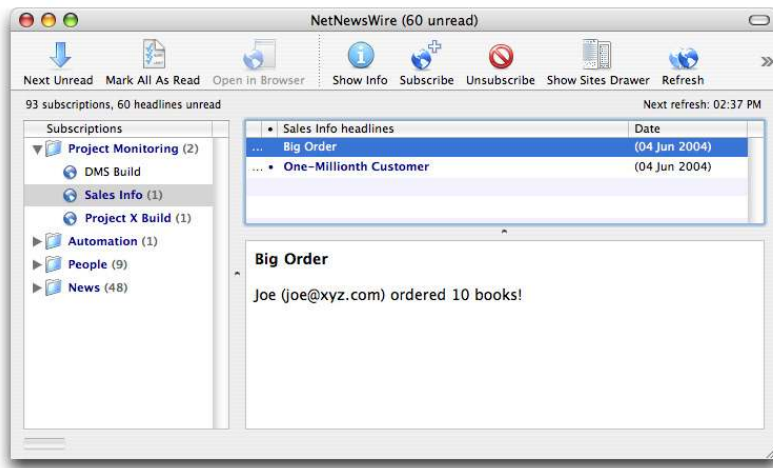 NetNewsWire (60 unread)
Next Unread Mark All As Read Open in Browser Show Info Subscribe Unsubscribe Show Sites Drawer Refresh »
93 subscriptions, 60 headlines unread Next refresh: 02:37 PM
Subscriptions
Project Monitoring (2)
DMS Build
Sales Info (1)
Project X Build (1)
Automation (1)
People (9)
News (48)
• Sales Info headlines Date
... Big Order (04 Jun 2004)
... • One-Millionth Customer (04 Jun 2004)
Big Order
Joe (joe@xyz.com) ordered 10 books!